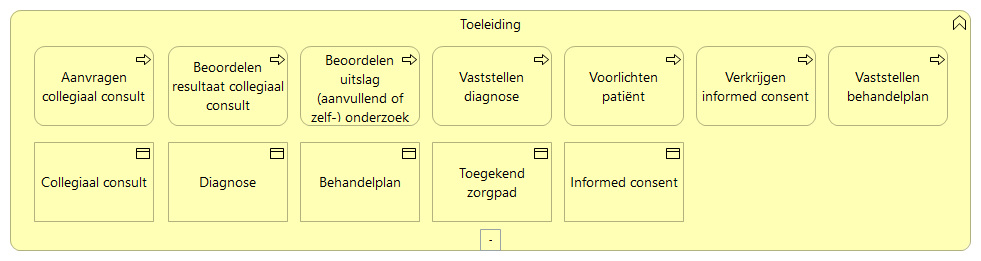 Toeleiding
Aanvragen
collegiaal consult
Beoordelen
resultaat collegiaal
consult
Beoordelen
uitslag
(aanvullend of
zelf-) onderzoek
Vaststellen
diagnose
Voorlichten
patiënt
Verkrijgen
informed consent
Vaststellen
behandelplan
Collegiaal consult
Diagnose
Behandelplan
Toegekend
zorgpad
Informed consent
-